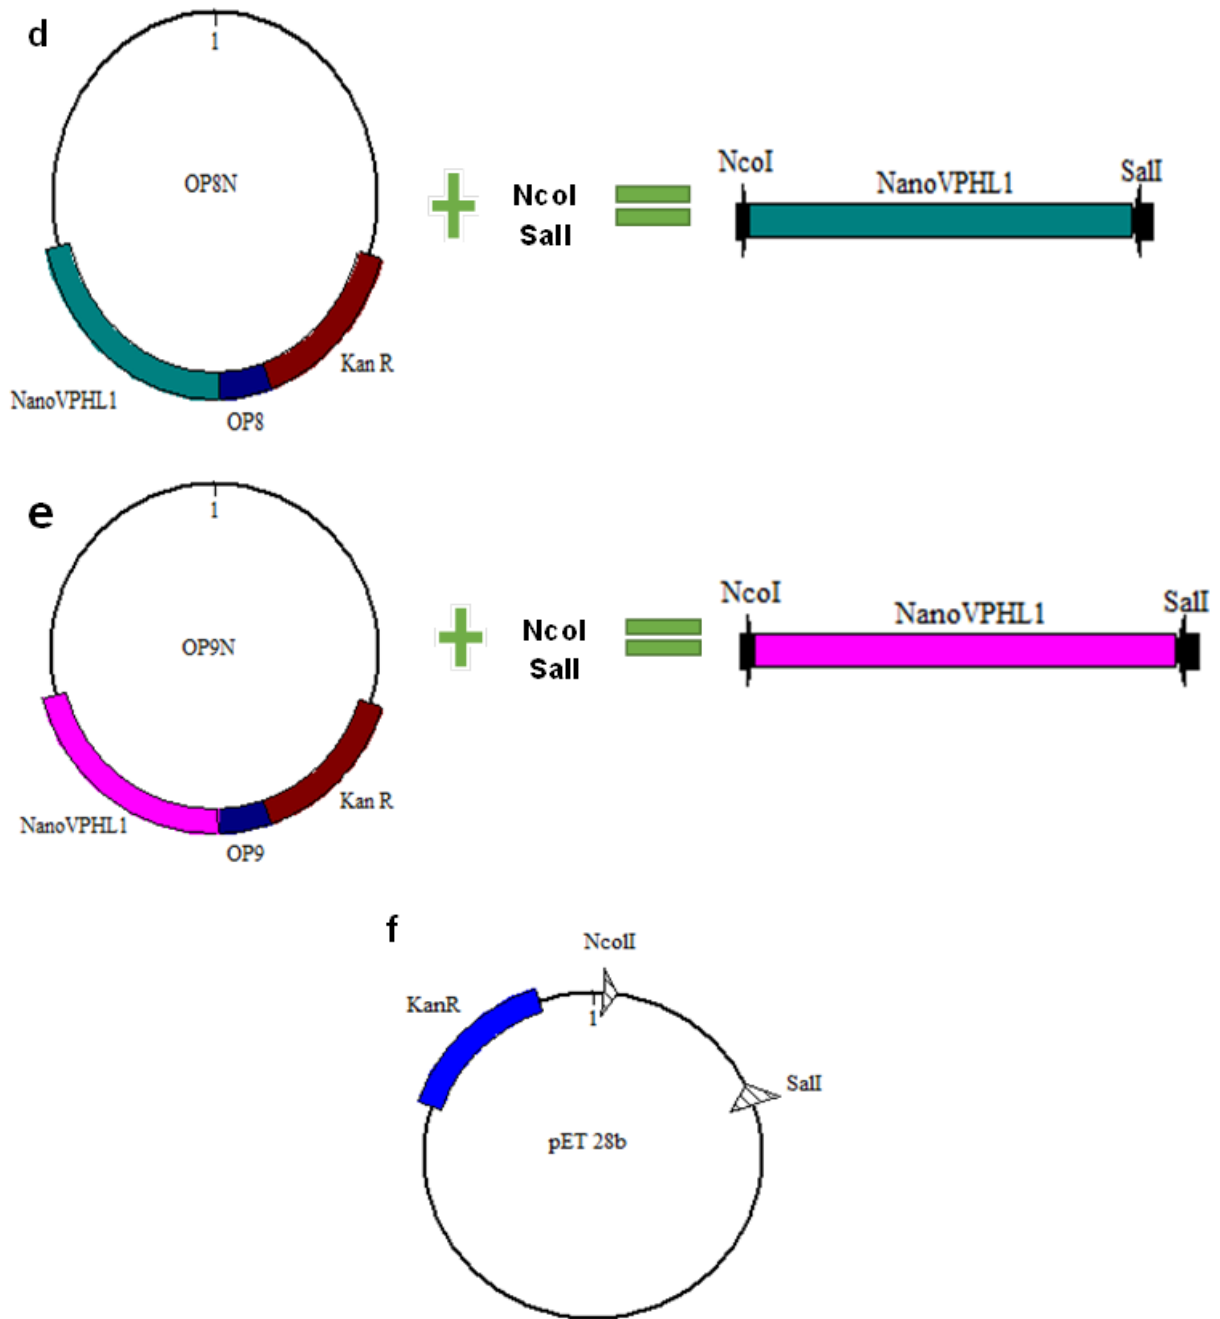 d
1
OP8N
NanoVPHL1
OP8
Kan R
NcoI
SalI
NcoI
NanoVPHL1
SalI
e
1
OP9N
NanoVPHL1
OP9
Kan R
NcoI
SalI
NcoI
NanoVPHL1
SalI
f
NcoII
KanR
1
SalI
pET 28b